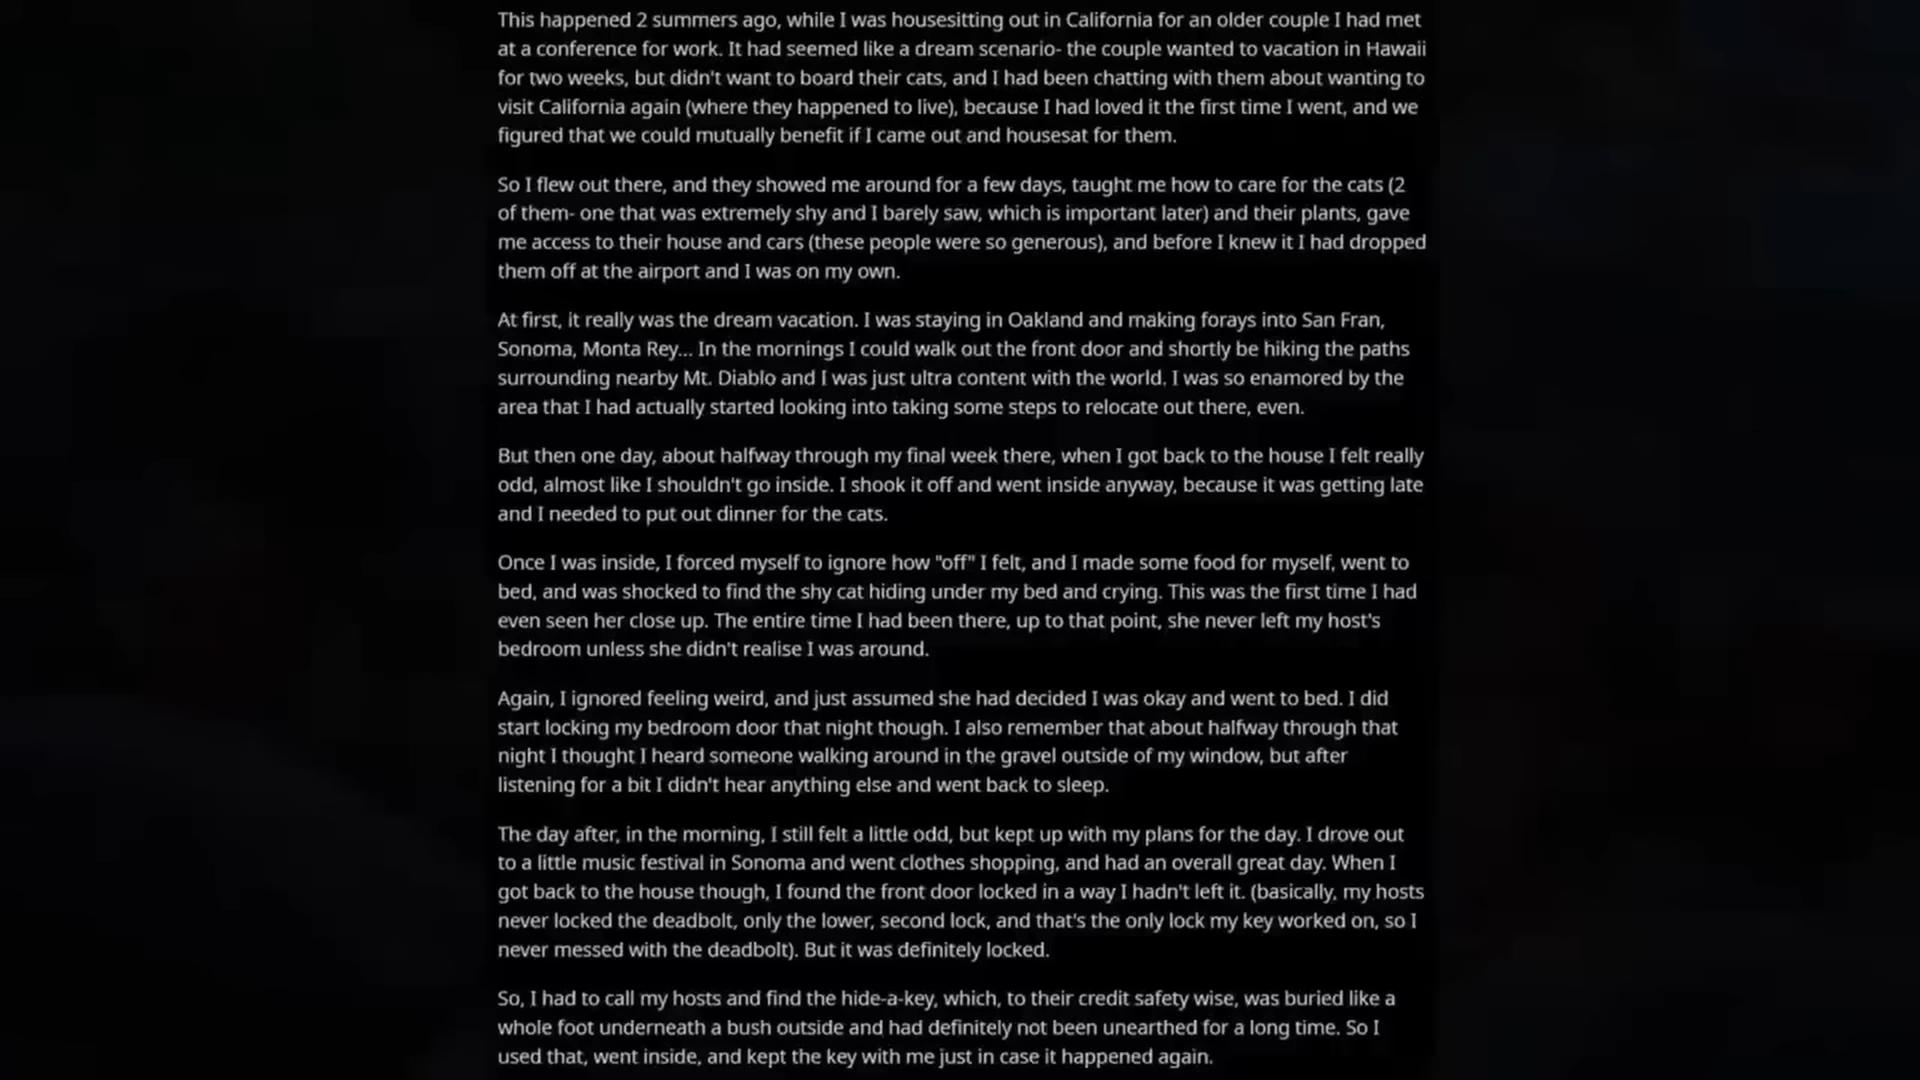 This happened 2 summers ago, while I was housesitting out in California for an older couple I had met
at a conference for work. It had seemed like a dream scenario- the couple wanted to vacation in Hawaii
for two weeks, but didn't want to board their cats, and I had been chatting with them about wanting to
visit California again (where they happened to live), because I had loved it the first time I went, and we
figured that we could mutually benefit if I came out and housesat for them.
So I flew out there, and they showed me around for a few days, taught me how to care for the cats (2
of them- one that was extremely shy and I barely saw, which is important later) and their plants, gave
me access to their house and cars (these people were so generous), and before I knew it I had dropped
them off at the airport and I was on my own.
At first, it really was the dream vacation. I was staying in Oakland and making forays into San Fran,
Sonoma, Monta Rey... In the mornings I could walk out the front door and shortly be hiking the paths
surrounding nearby Mt. Diablo and I was just ultra content with the world. I was so enamored by the
area that I had actually started looking into taking some steps to relocate out there, even.
But then one day, about halfway through my final week there, when I got back to the house I felt really
odd, almost like I shouldn't go inside. I shook it off and went inside anyway, because it was getting late
and I needed to put out dinner for the cats.
Once I was inside, I forced myself to ignore how "off" I felt, and I made some food for myself, went to
bed, and was shocked to find the shy cat hiding under my bed and crying. This was the first time I had
even seen her close up. The entire time I had been there, up to that point, she never left my host's
bedroom unless she didn't realise I was around.
Again, I ignored feeling weird, and just assumed she had decided I was okay and went to bed. I did
start locking my bedroom door that night though. I also remember that about halfway through that
night I thought I heard someone walking around in the gravel outside of my window, but after
listening for a bit I didn't hear anything else and went back to sleep.
The day after, in the morning, I still felt a little odd, but kept up with my plans for the day. I drove out
to a little music festival in Sonoma and went clothes shopping, and had an overall great day. When I
got back to the house though, I found the front door locked in a way I hadn't left it. (basically, my hosts
never locked the deadbolt, only the lower, second lock, and that's the only lock my key worked on, so I
never messed with the deadbolt). But it was definitely locked.
So, I had to call my hosts and find the hide-a-key, which, to their credit safety wise, was buried like a
whole foot underneath a bush outside and had definitely not been unearthed for a long time. So I
used that, went inside, and kept the key with me just in case it happened again.